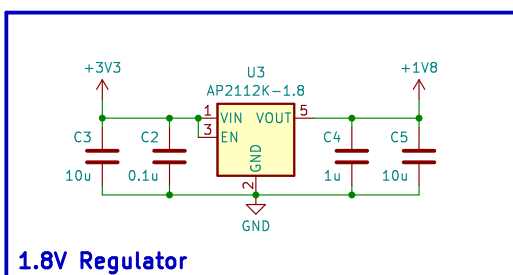 +3V3
U3
AP2112K-1.8
+1V8
1
VIN
VOUT
5
3
EN
GND
2
C3
10u
C2
0.1u
C4
1u
C5
10u
GND
1.8V Regulator